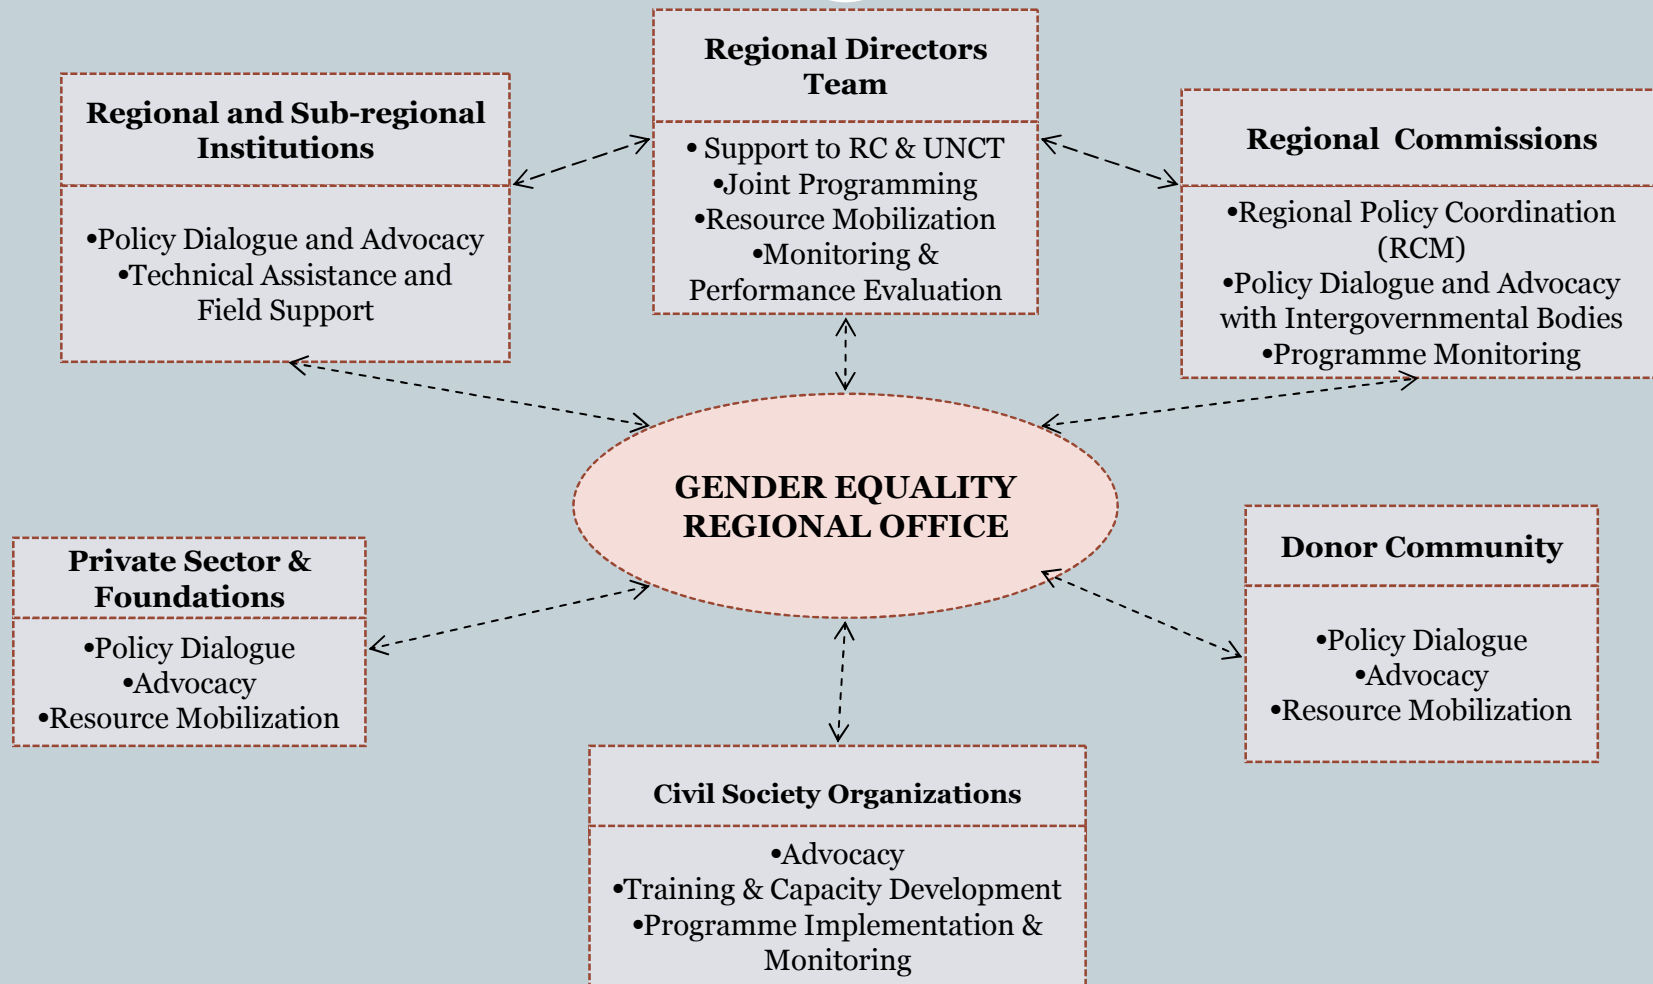 Regional Directors
Team
• Support to RC & UNCT
•Joint Programming
•Resource Mobilization
•Monitoring &
Performance Evaluation
Regional and Sub-regional
Institutions
•Policy Dialogue and Advocacy
•Technical Assistance and
Field Support
Regional Commissions
•Regional Policy Coordination
(RCM)
•Policy Dialogue and Advocacy
with Intergovernmental Bodies
•Programme Monitoring
GENDER EQUALITY
REGIONAL OFFICE
Private Sector &
Foundations
•Policy Dialogue
•Advocacy
•Resource Mobilization
Donor Community
•Policy Dialogue
•Advocacy
•Resource Mobilization
Civil Society Organizations
•Advocacy
•Training & Capacity Development
•Programme Implementation &
Monitoring